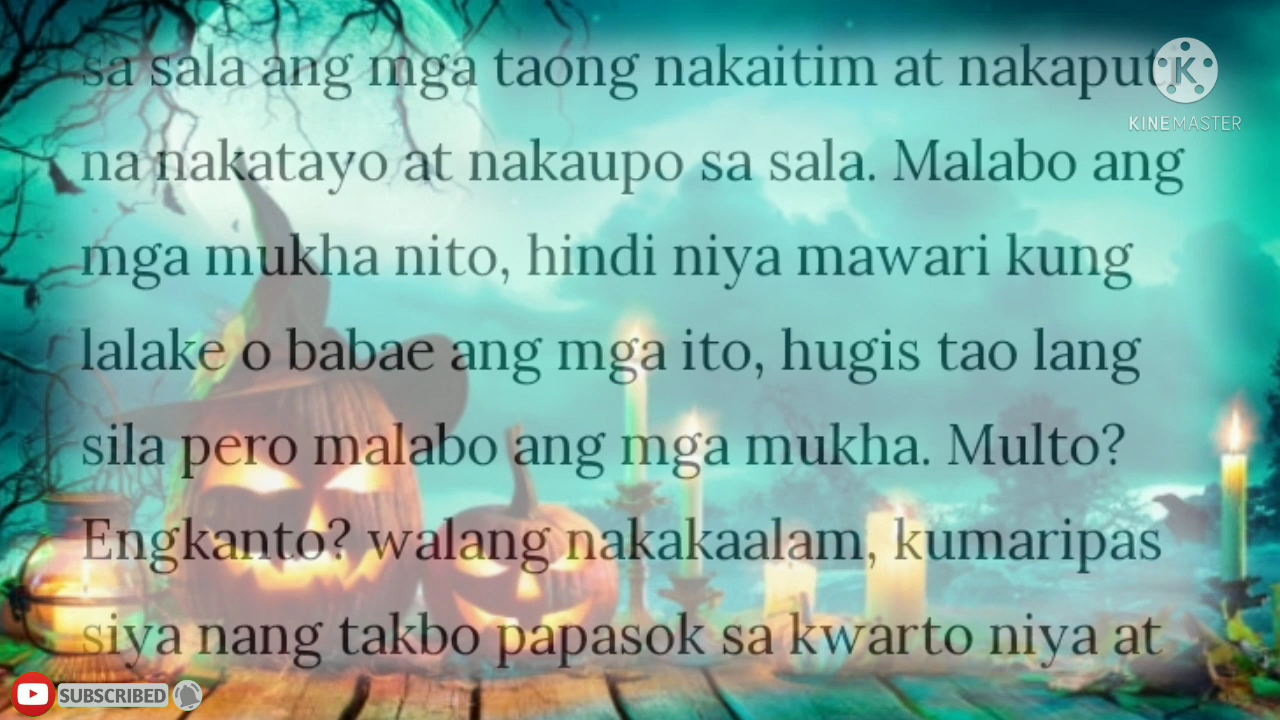 sa sala ang mga taong nakaitim at nakaput
na nakatayo at nakaupo sa sala. Malabo ang
mga mukha nito, hindi niya mawari kung
lalake o babae ang mga ito, hugis tao lang
sila pero malabo ang mga mukha. Multo?
Engkanto? walang nakakaalam, kumaripas
siya nang takbo papasok sa kwarto niya at
K
KINEMASTER
SUBSCRIBED